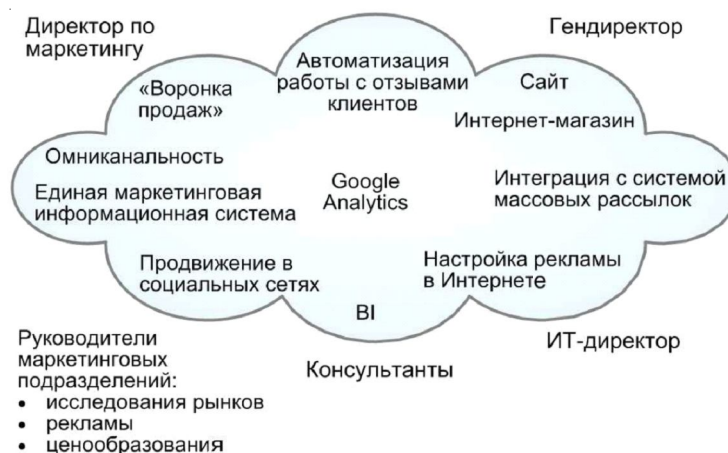 Директор по
маркетингу
Гендиректор
Автоматизация
работы с отзывами
клиентов
«Воронка
продаж»
Сайт
Интернет-магазин
Омниканальность
Единая маркетинговая
информационная система
Google
Analytics
Интеграция с системой
массовых рассылок
Продвижение в
социальных сетях
Настройка рекламы
в Интернете
BI
Руководители
маркетинговых
подразделений:
• исследования рынков
• рекламы
• ценообразования
Консультанты
ИТ-директор